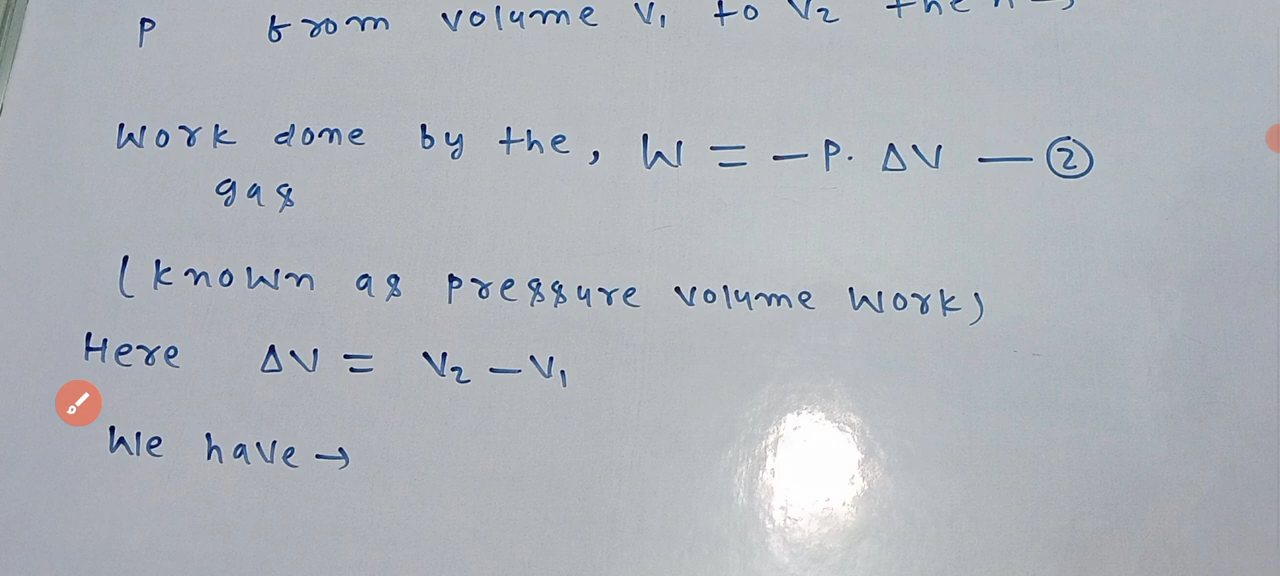 P from volume V₁ to V₂ then
Work done by the, W = -P. ΔV — ②
gas
(known as pressure volume work)
Here ΔV = V₂ - V₁
We have →